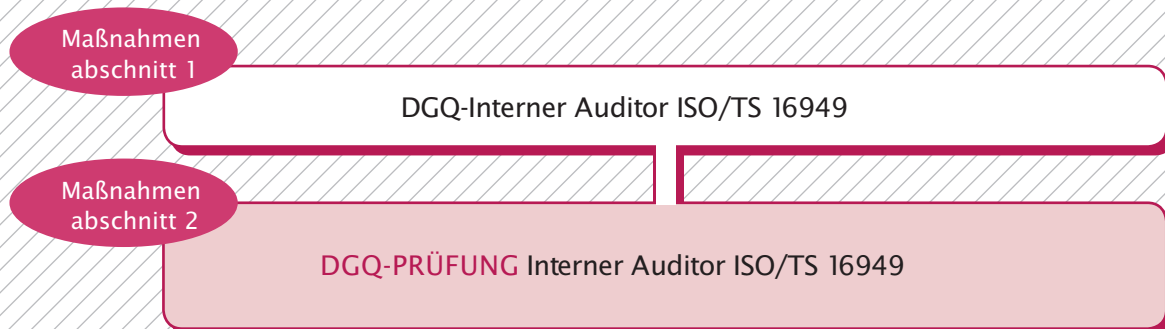 Maßnahmen
abschnitt 1
DGQ-Interner Auditor ISO/TS 16949
Maßnahmen
abschnitt 2
DGQ-PRÜFUNG Interner Auditor ISO/TS 16949